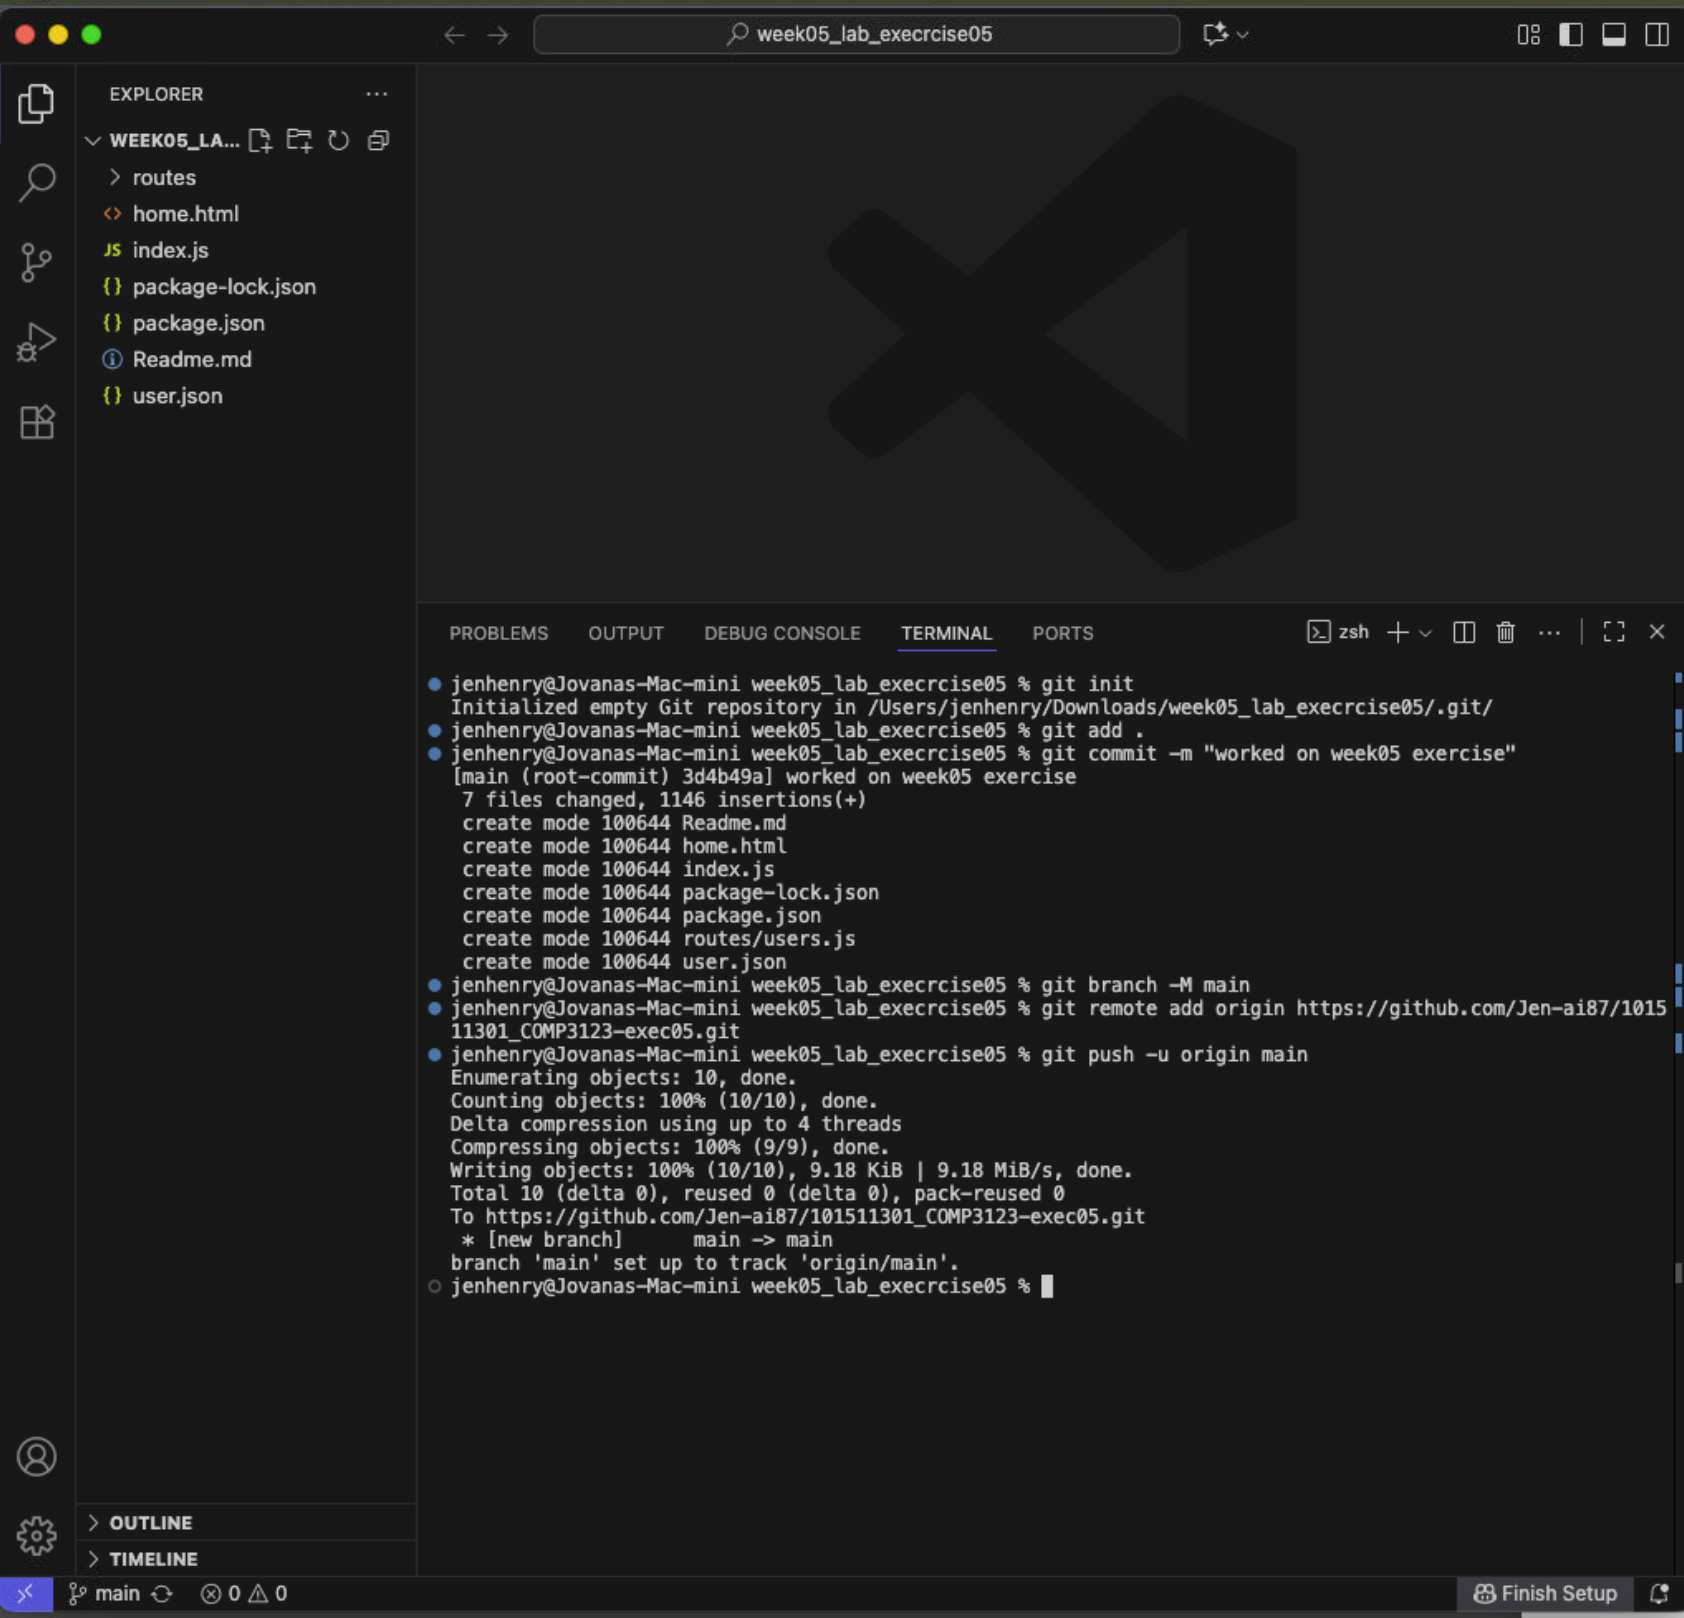 week05_lab_execrcise05
EXPLORER
WEEK05_LA...
routes
home.html
JS index.js
{} package-lock.json
{} package.json
Readme.md
{} user.json
PROBLEMS OUTPUT DEBUG CONSOLE TERMINAL PORTS zsh
jenhenry@Jovanas-Mac-mini week05_lab_execrcise05 % git init
Initialized empty Git repository in /Users/jenhenry/Downloads/week05_lab_execrcise05/.git/
jenhenry@Jovanas-Mac-mini week05_lab_execrcise05 % git add .
jenhenry@Jovanas-Mac-mini week05_lab_execrcise05 % git commit -m "worked on week05 exercise"
[main (root-commit) 3d4b49a] worked on week05 exercise
7 files changed, 1146 insertions(+)
create mode 100644 Readme.md
create mode 100644 home.html
create mode 100644 index.js
create mode 100644 package-lock.json
create mode 100644 package.json
create mode 100644 routes/users.js
create mode 100644 user.json
jenhenry@Jovanas-Mac-mini week05_lab_execrcise05 % git branch -M main
jenhenry@Jovanas-Mac-mini week05_lab_execrcise05 % git remote add origin https://github.com/Jen-ai87/1015
11301_COMP3123-exec05.git
jenhenry@Jovanas-Mac-mini week05_lab_execrcise05 % git push -u origin main
Enumerating objects: 10, done.
Counting objects: 100% (10/10), done.
Delta compression using up to 4 threads
Compressing objects: 100% (9/9), done.
Writing objects: 100% (10/10), 9.18 KiB | 9.18 MiB/s, done.
Total 10 (delta 0), reused 0 (delta 0), pack-reused 0
To https://github.com/Jen-ai87/101511301_COMP3123-exec05.git
* [new branch] main -> main
branch 'main' set up to track 'origin/main'.
jenhenry@Jovanas-Mac-mini week05_lab_execrcise05 %
OUTLINE
TIMELINE
main 0 0 Finish Setup